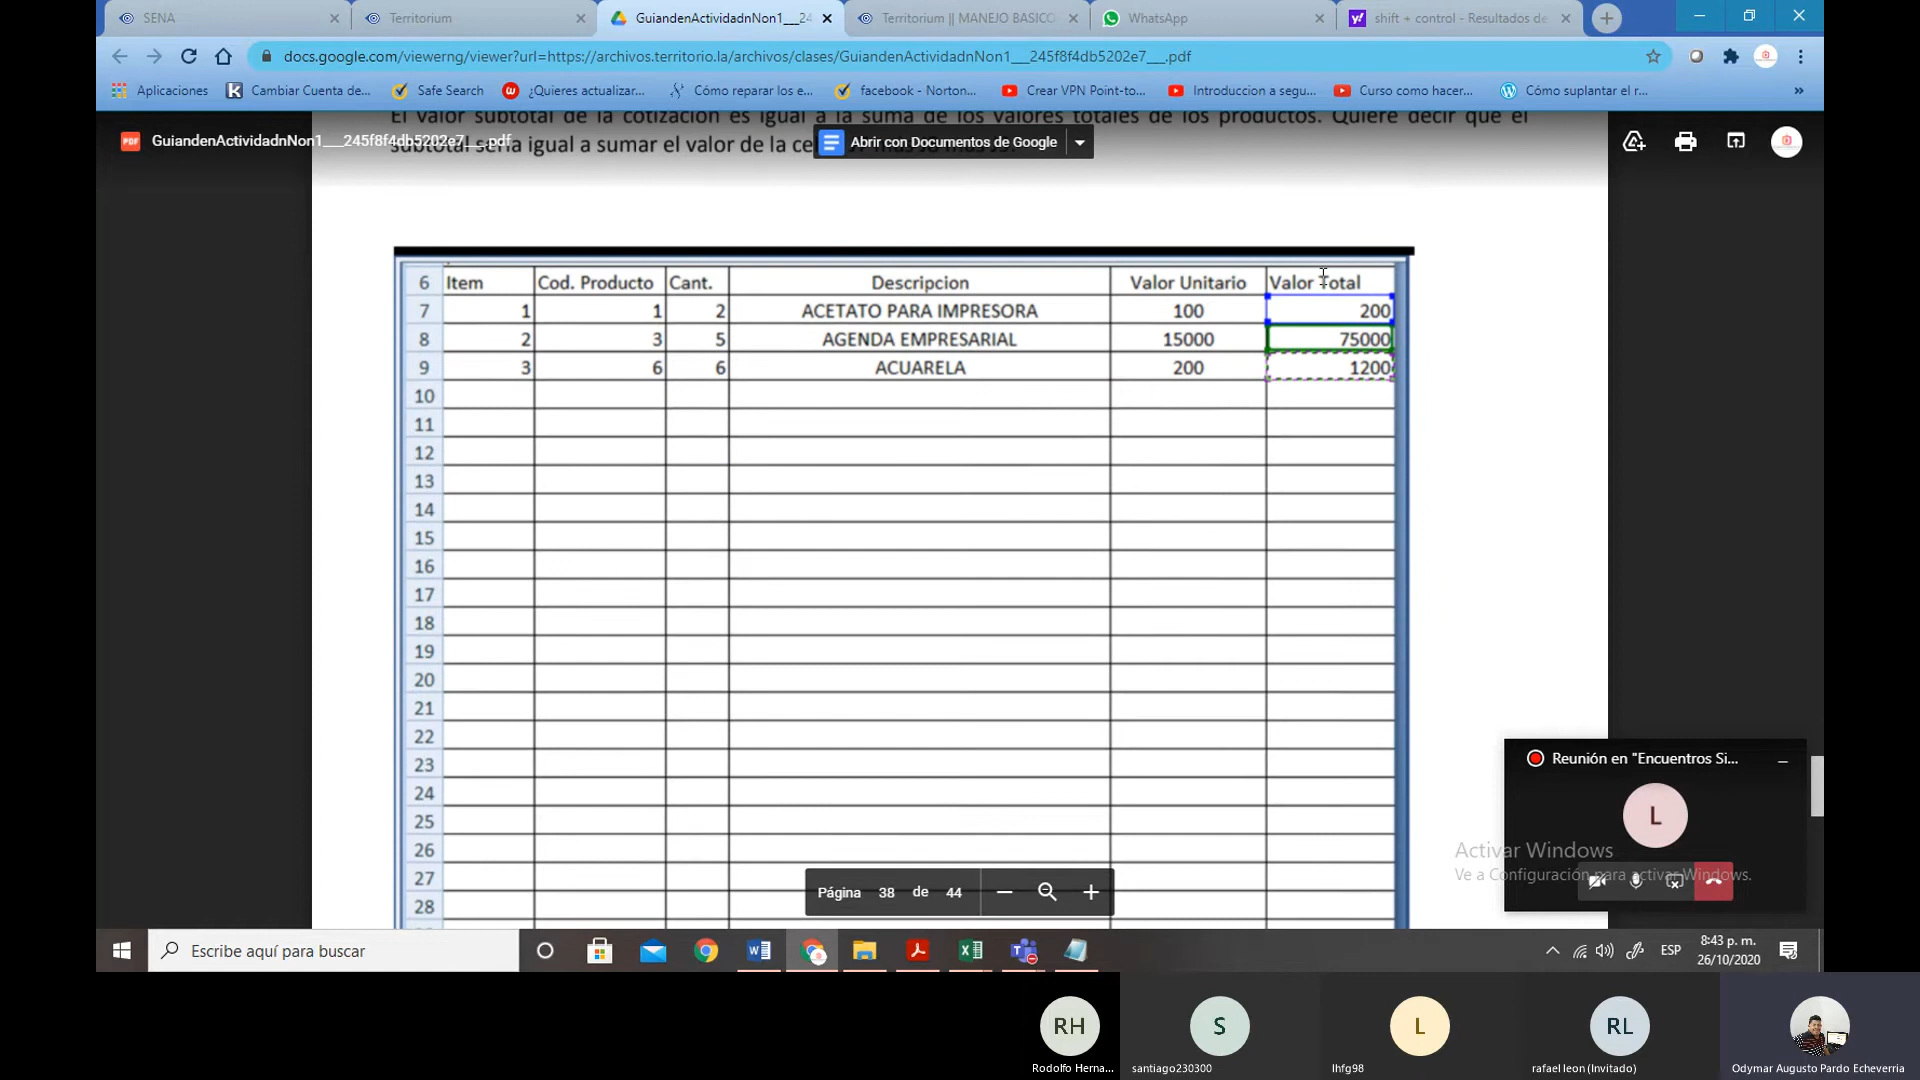 SENA
Territorium
GuiandenActividadnNon1___24
Territorium || MANEJO BASICO
WhatsApp
shift + control - Resultados de
docs.google.com/viewerng/viewer?url=https://archivos.territorio.la/archivos/clases/GuiandenActividadnNon1___245f8f4db5202e7___.pdf
Aplicaciones
Cambiar Cuenta de...
Safe Search
¿Quieres actualizar...
Cómo reparar los e...
facebook - Norton...
Crear VPN Point-to...
Introduccion a segu...
Curso como hacer...
Cómo suplantar el r...
»
El valor subtotal de la cotización es igual a la suma de los valores totales de los productos. Quiere decir que el
subtotal sería igual a sumar el valor de la
PDF
GuiandenActividadnNon1___245f8f4db5202e7___.pdf
Abrir con Documentos de Google
6 Item Cod. Producto Cant. Descripcion Valor Unitario Valor Total
7 1 1 2 ACETATO PARA IMPRESORA 100 200
8 2 3 5 AGENDA EMPRESARIAL 15000 75000
9 3 6 6 ACUARELA 200 1200
10
11
12
13
14
15
16
17
18
19
20
21
22
23
24
25
26
27
28
Página 38 de 44
Reunión en "Encuentros Si...
L
Activar Windows
Ve a Configuración para activar Windows.
Escribe aquí para buscar
ESP
8:43 p. m.
26/10/2020
RH
S
L
RL
Rodolfo Herna...
santiago230300
lhfg98
rafael leon (Invitado)
Odymar Augusto Pardo Echeverria